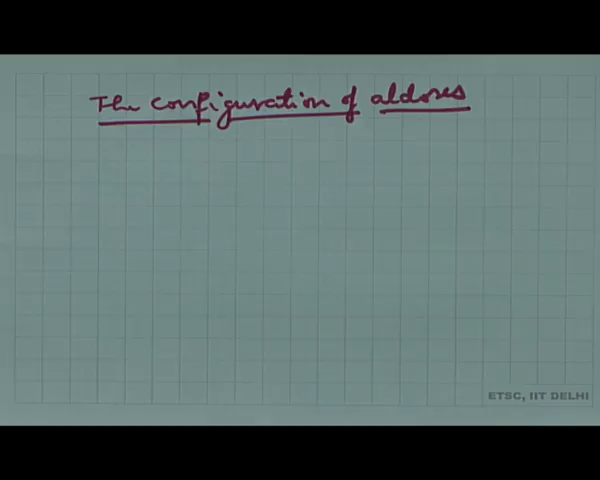 The configuration of aldoses
ETSC, IIT DELHI